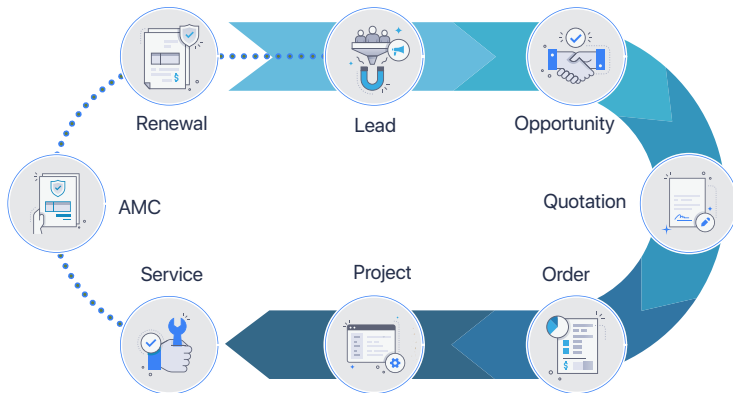 Renewal
Lead
Opportunity
Quotation
AMC
Service
Project
Order